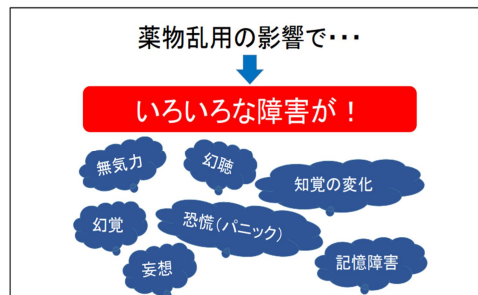 薬物乱用の影響で・・・
いろいろな障害が！
無気力
幻聴
知覚の変化
幻覚
恐慌(パニック)
妄想
記憶障害